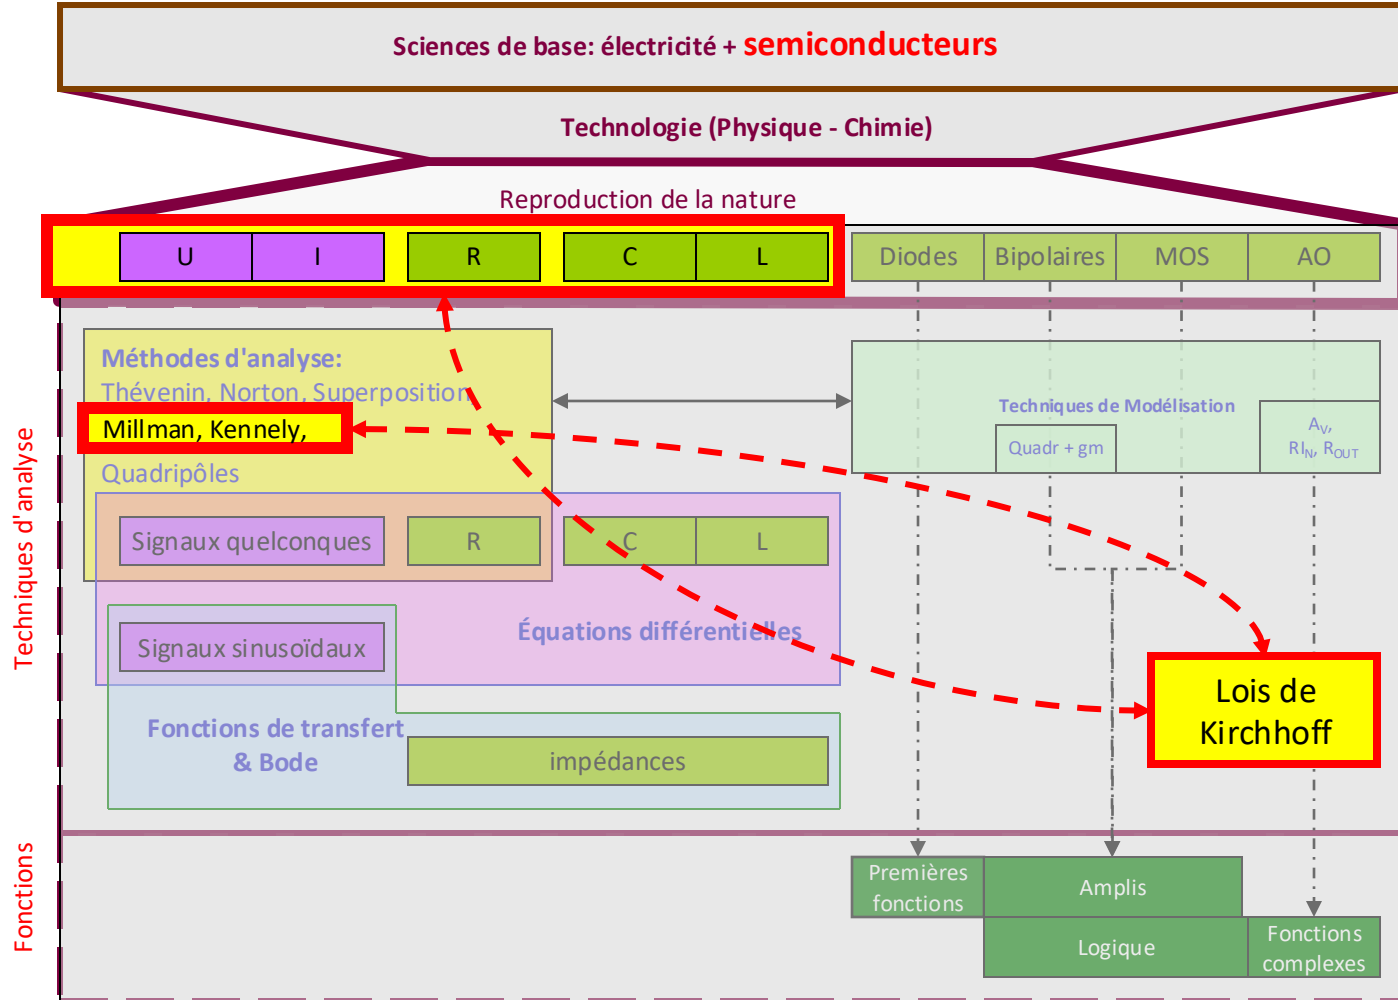 Sciences de base: électricité + semiconducteurs
Technologie (Physique - Chimie)
Reproduction de la nature
U
I
R
C
L
Diodes
Bipolaires
MOS
AO
Techniques d'analyse
Méthodes d'analyse:
Thévenin, Norton, Superposition,
Millman, Kennely,
Quadripôles
Techniques de Modélisation
Quadr + gm
AV,
RIN, ROUT
Signaux quelconques
R
C
L
Équations différentielles
Signaux sinusoïdaux
Lois de
Kirchhoff
Fonctions de transfert
& Bode
impédances
Fonctions
Premières
fonctions
Amplis
Logique
Fonctions
complexes